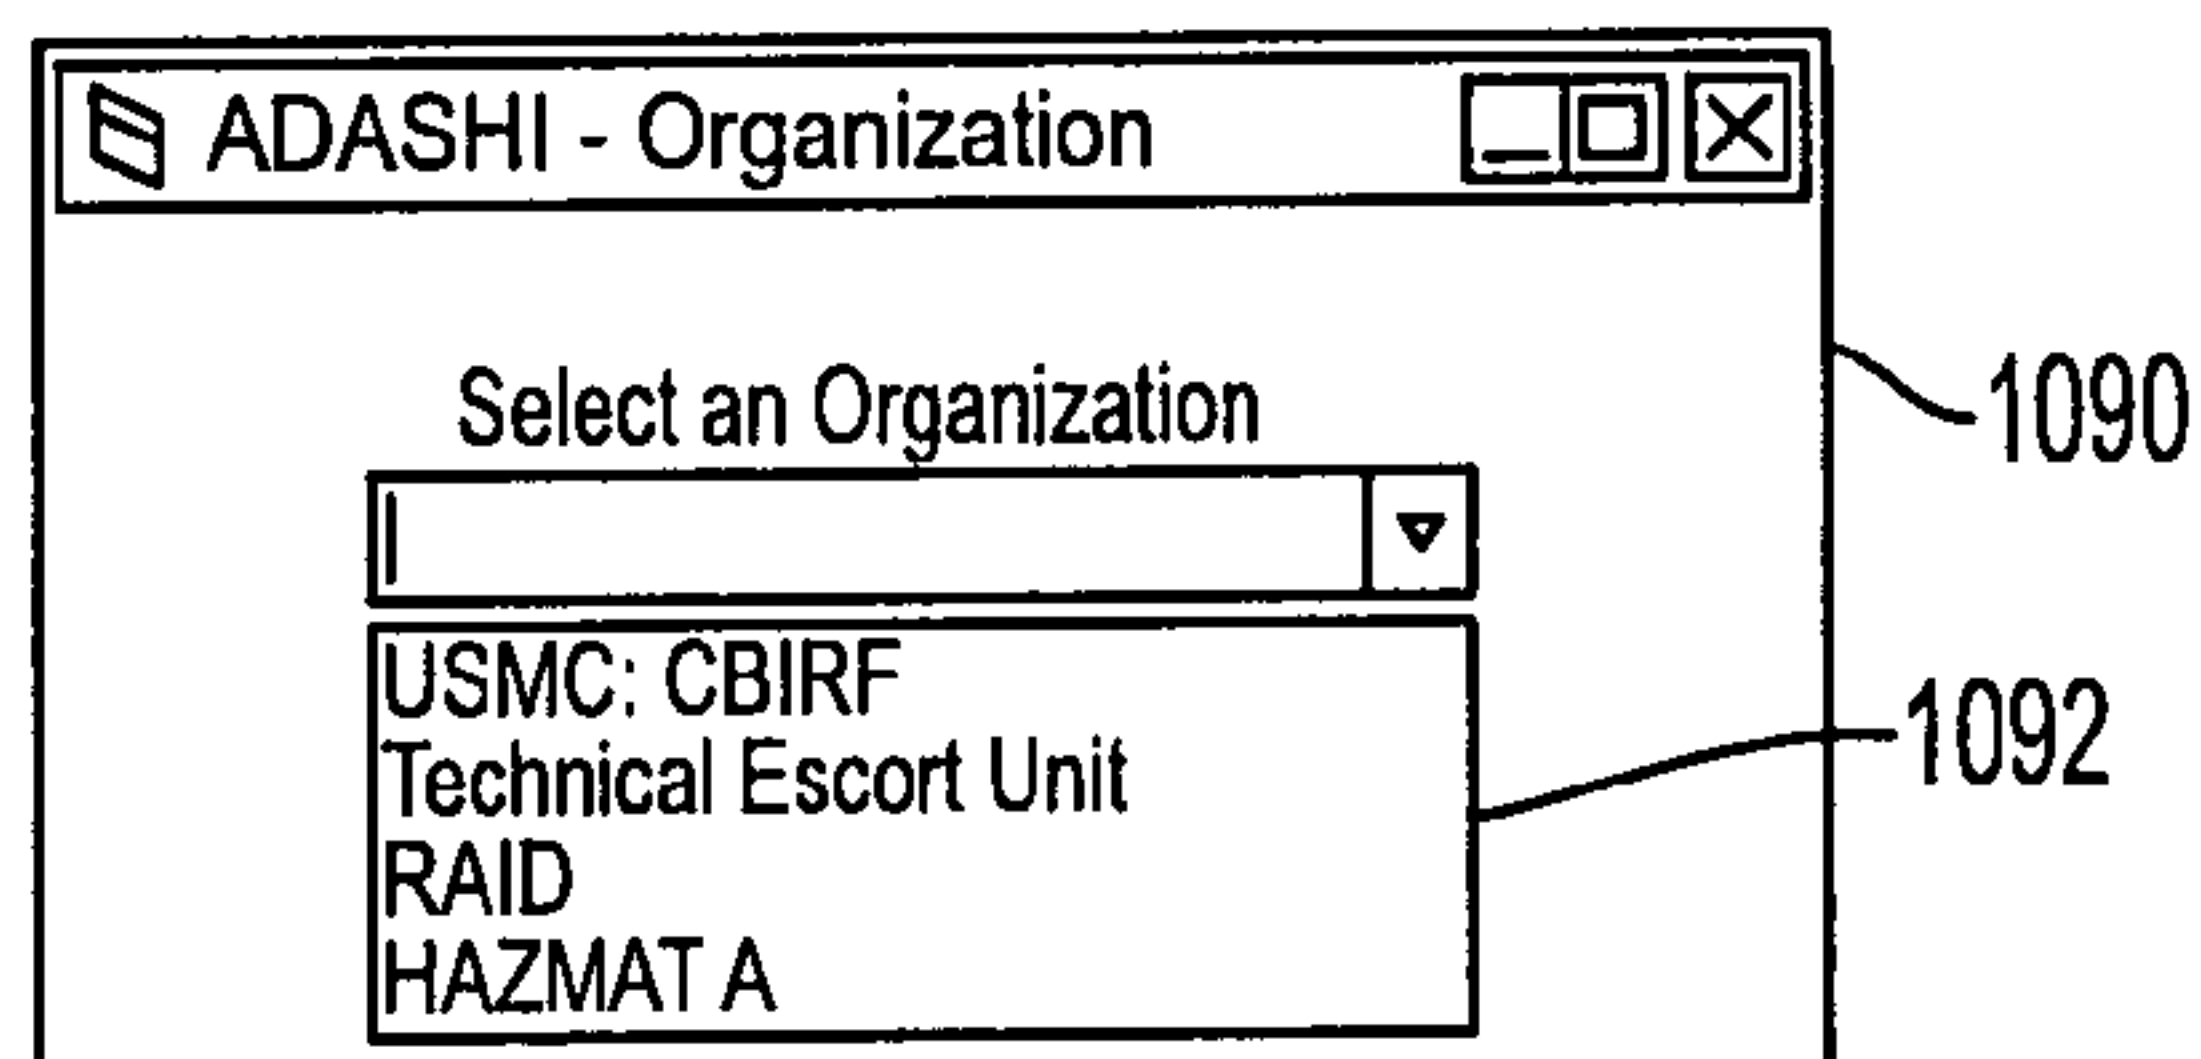 ADASHI - Organization
Select an Organization
1090
USMC: CBIRF
Technical Escort Unit
1092
RAID
HAZMAT A